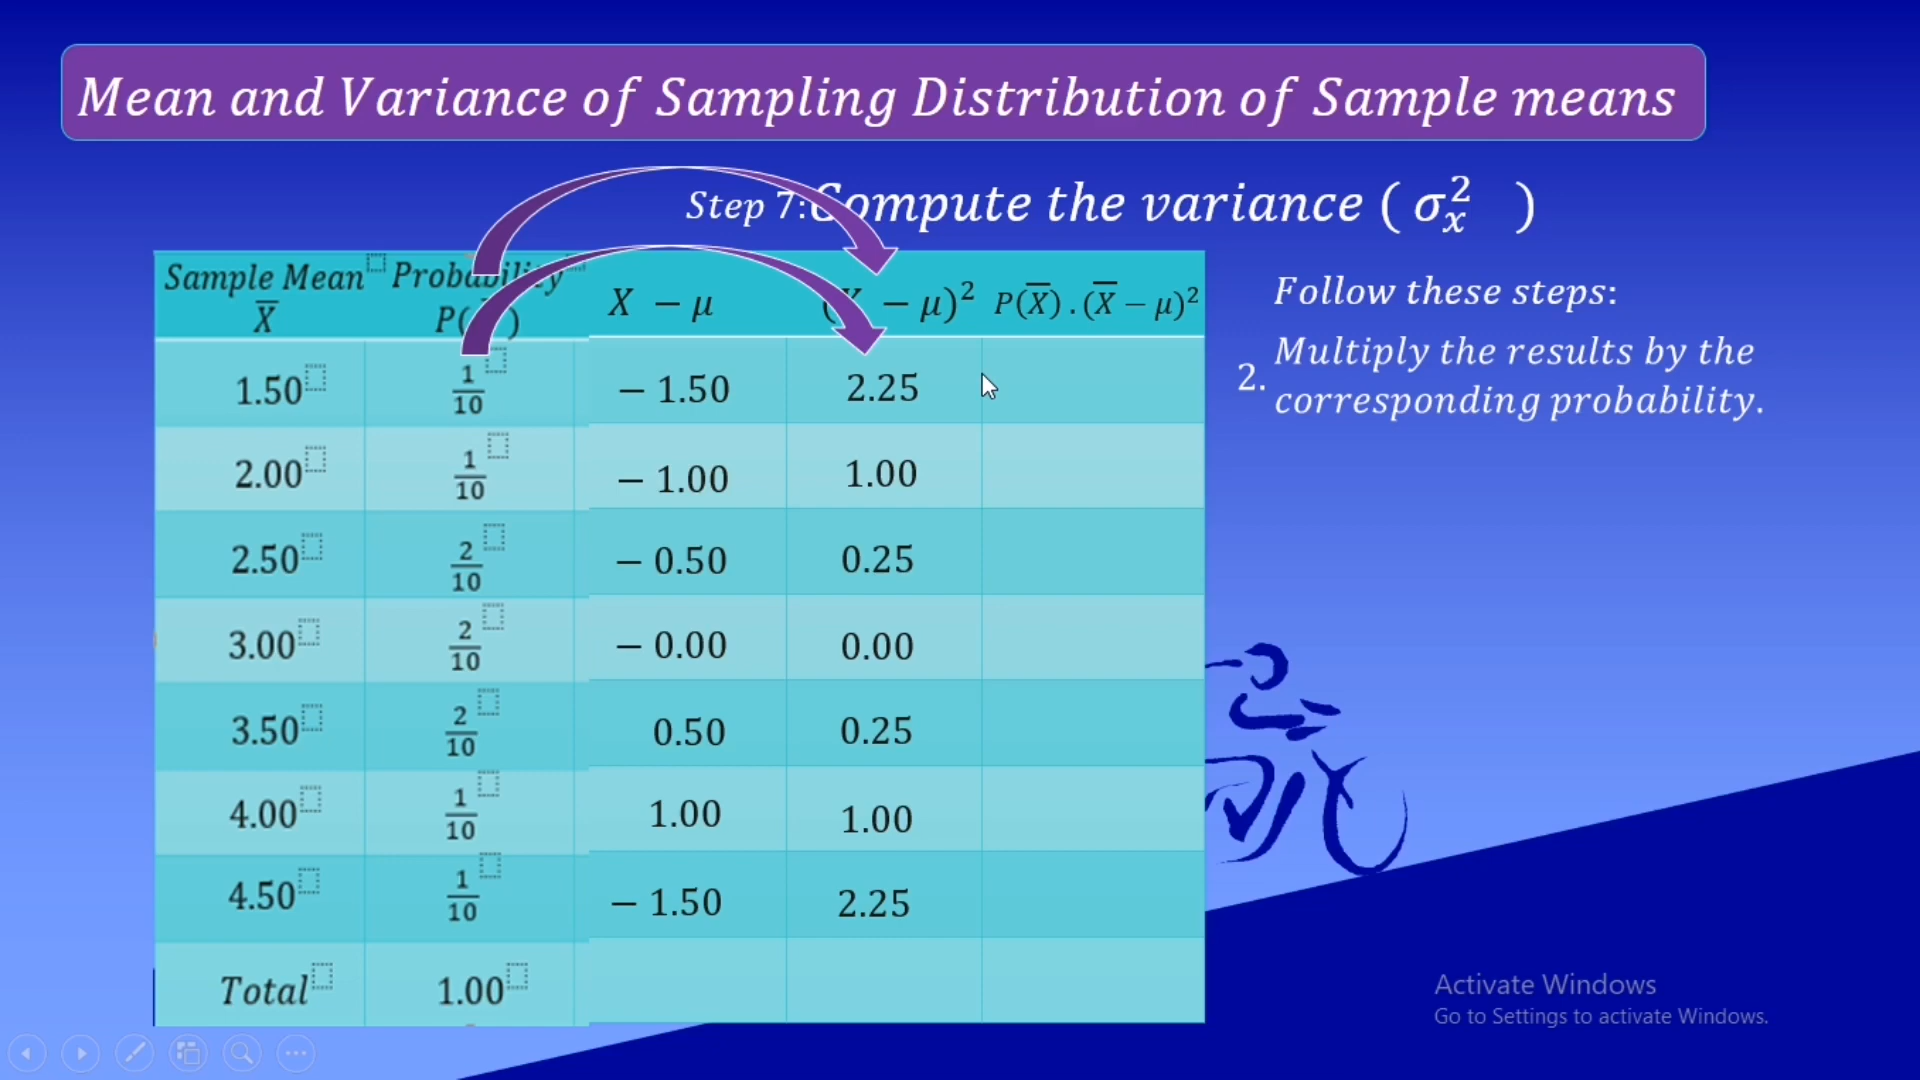 Mean and Variance of Sampling Distribution of Sample means
Step 7: Compute the variance ( σ²ₓ )
Sample Mean X̅ Probability P( ) X − μ (X − μ)² P(X̅) . (X̅ − μ)²
1.50 1/10 − 1.50 2.25
2.00 1/10 − 1.00 1.00
2.50 2/10 − 0.50 0.25
3.00 2/10 − 0.00 0.00
3.50 2/10 0.50 0.25
4.00 1/10 1.00 1.00
4.50 1/10 − 1.50 2.25
Total 1.00
Follow these steps:
2. Multiply the results by the
corresponding probability.
Activate Windows
Go to Settings to activate Windows.